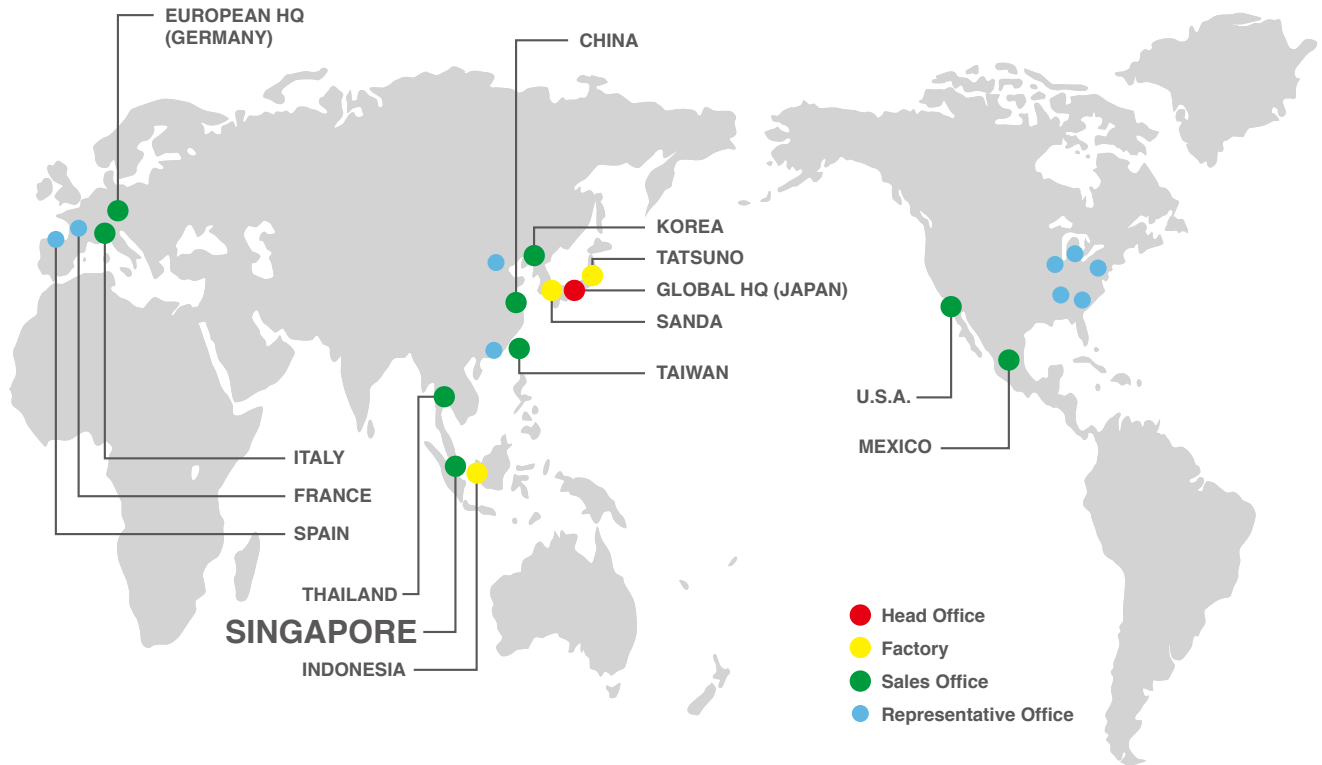 EUROPEAN HQ
(GERMANY)
CHINA
KOREA
TATSUNO
GLOBAL HQ (JAPAN)
SANDA
TAIWAN
U.S.A.
MEXICO
ITALY
FRANCE
SPAIN
THAILAND
SINGAPORE
INDONESIA
Head Office
Factory
Sales Office
Representative Office